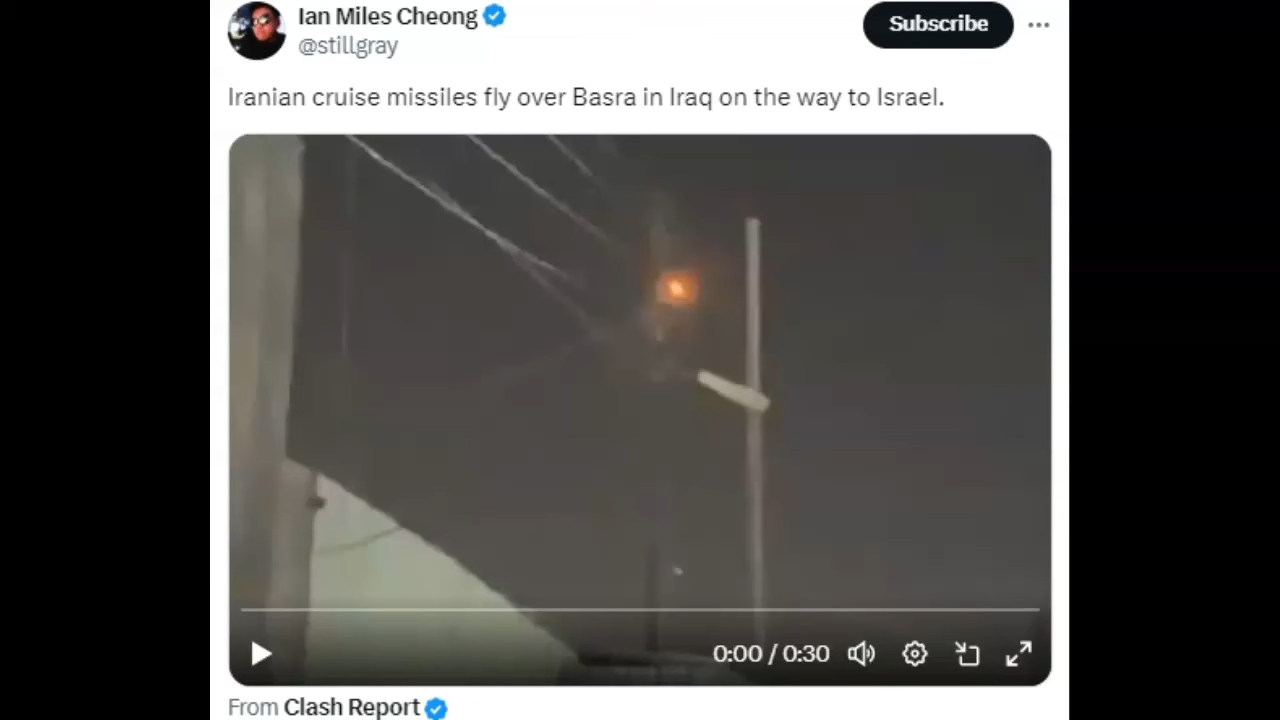 Ian Miles Cheong
Subscribe
@stillgray
Iranian cruise missiles fly over Basra in Iraq on the way to Israel.
0:00 / 0:30
From Clash Report